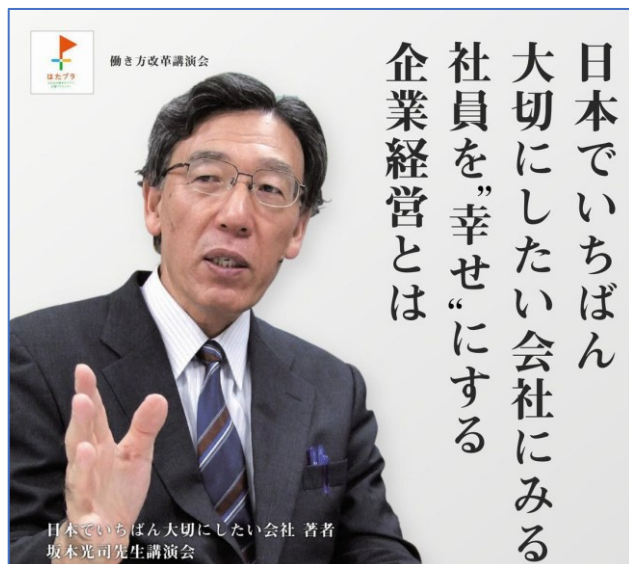 はたプラ
働き方改革講演会
日本でいちばん
大切にしたい会社にみる
社員を”幸せ“にする
企業経営とは
日本でいちばん大切にしたい会社 著者
坂本光司先生講演会